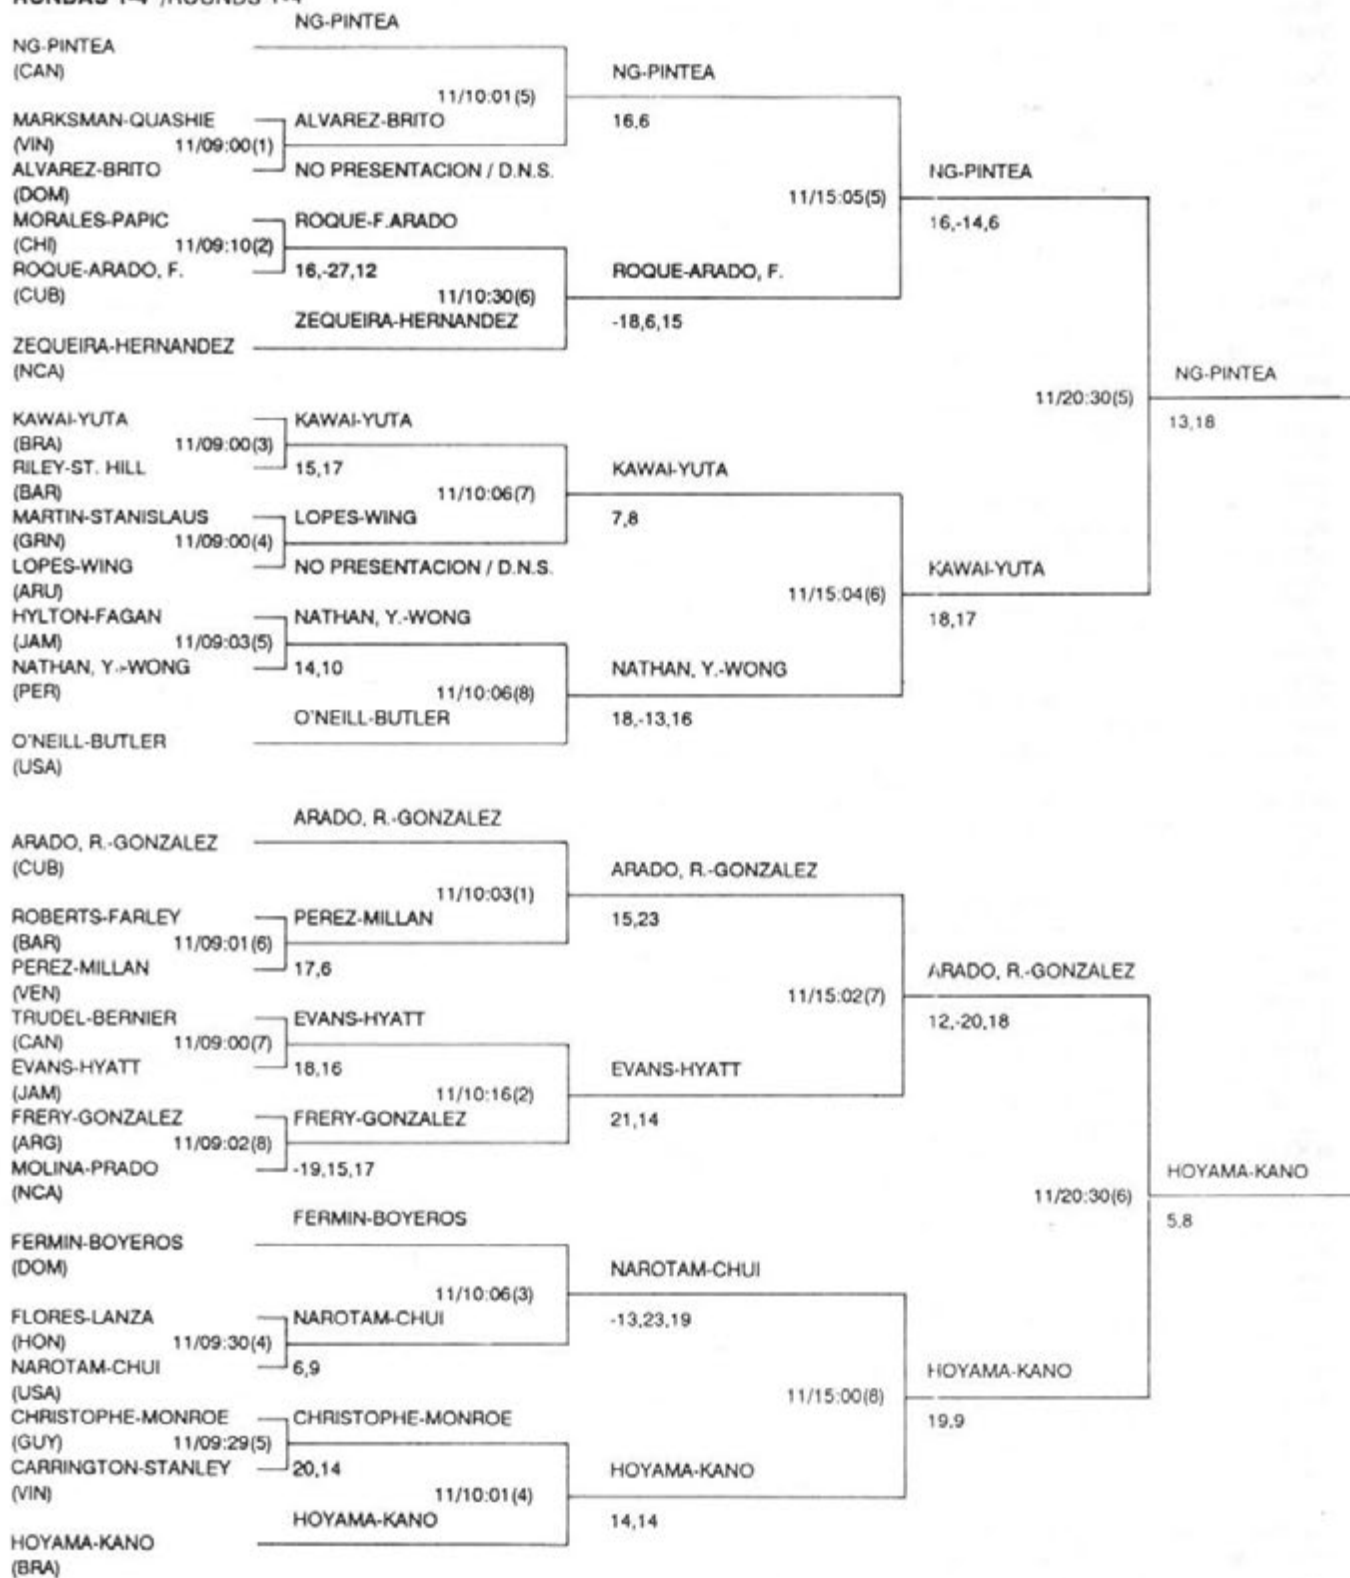 NG-PINTEA
NG-PINTEA
(CAN)
NG-PINTEA
11/10:01(5)
MARKSMAN-QUASHIE
ALVAREZ-BRITO
16,6
(VIN) 11/09:00(1)
ALVAREZ-BRITO
NO PRESENTACION / D.N.S.
NG-PINTEA
(DOM)
11/15:05(5)
MORALES-PAPIC
ROQUE-F.ARADO
16,-14,6
(CHI) 11/09:10(2)
ROQUE-ARADO, F.
16,-27,12
ROQUE-ARADO, F.
(CUB)
11/10:30(6)
ZEQUEIRA-HERNANDEZ
-18,6,15
ZEQUEIRA-HERNANDEZ
(NCA)
NG-PINTEA
11/20:30(5)
KAWAI-YUTA
KAWAI-YUTA
13,18
(BRA) 11/09:00(3)
RILEY-ST. HILL
15,17
KAWAI-YUTA
(BAR)
11/10:06(7)
MARTIN-STANISLAUS
LOPES-WING
7,8
(GRN) 11/09:00(4)
LOPES-WING
NO PRESENTACION / D.N.S.
KAWAI-YUTA
(ARU)
11/15:04(6)
HYLTON-FAGAN
NATHAN, Y.-WONG
18,17
(JAM) 11/09:03(5)
NATHAN, Y.-WONG
14,10
NATHAN, Y.-WONG
(PER)
11/10:06(8)
O'NEILL-BUTLER
18,-13,16
O'NEILL-BUTLER
(USA)
ARADO, R.-GONZALEZ
ARADO, R.-GONZALEZ
(CUB)
ARADO, R.-GONZALEZ
11/10:03(1)
ROBERTS-FARLEY
PEREZ-MILLAN
15,23
(BAR) 11/09:01(6)
PEREZ-MILLAN
17,6
ARADO, R.-GONZALEZ
(VEN)
11/15:02(7)
TRUDEL-BERNIER
EVANS-HYATT
12,-20,18
(CAN) 11/09:00(7)
EVANS-HYATT
18,16
EVANS-HYATT
(JAM)
11/10:16(2)
FRERY-GONZALEZ
FRERY-GONZALEZ
21,14
(ARG) 11/09:02(8)
MOLINA-PRADO
-19,15,17
HOYAMA-KANO
(NCA)
11/20:30(6)
FERMIN-BOYEROS
5,8
FERMIN-BOYEROS
(DOM)
NAROTAM-CHUI
11/10:06(3)
FLORES-LANZA
NAROTAM-CHUI
-13,23,19
(HON) 11/09:30(4)
NAROTAM-CHUI
6,9
HOYAMA-KANO
(USA)
11/15:00(8)
CHRISTOPHE-MONROE
CHRISTOPHE-MONROE
19,9
(GUY) 11/09:29(5)
CARRINGTON-STANLEY
20,14
HOYAMA-KANO
(VIN)
11/10:01(4)
HOYAMA-KANO
14,14
HOYAMA-KANO
(BRA)